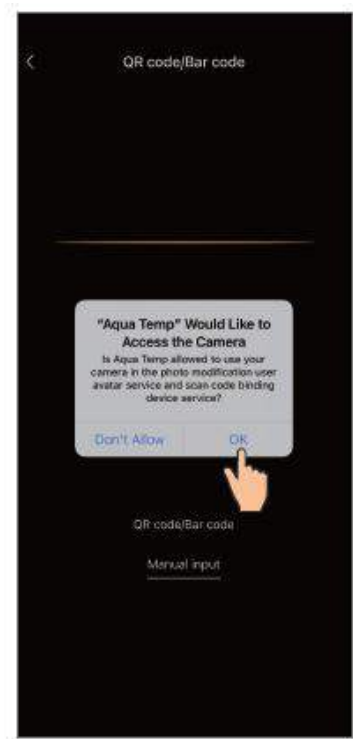 QR code/Bar code
"Aqua Temp" Would Like to
Access the Camera
Is Aqua Temp allowed to use your
camera in the photo modification user
avatar service and scan code binding
device service?
Don't Allow
OK
QR code/Bar code
Manual input